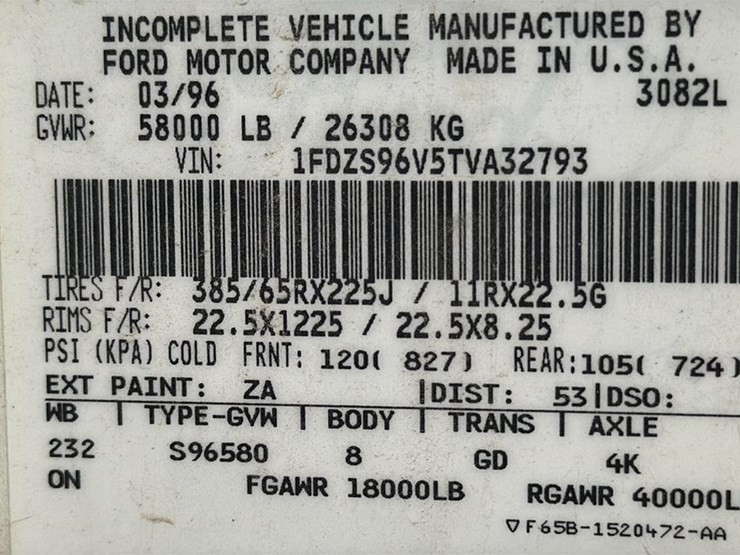 INCOMPLETE VEHICLE MANUFACTURED BY
FORD MOTOR COMPANY MADE IN U.S.A.
DATE: 03/96 3082L
GVWR: 58000 LB / 26308 KG
VIN: 1FDZS96V5TVA32793
TIRES F/R: 385/65RX225J / 11RX22.5G
RIMS F/R: 22.5X1225 / 22.5X8.25
PSI (KPA) COLD FRNT: 120( 827) REAR:105( 724)
EXT PAINT: ZA |DIST: 53|DSO:
WB | TYPE-GVW | BODY | TRANS | AXLE
232 S96580 8 GD 4K
ON FGAWR 18000LB RGAWR 40000L
▽F65B-1520472-AA